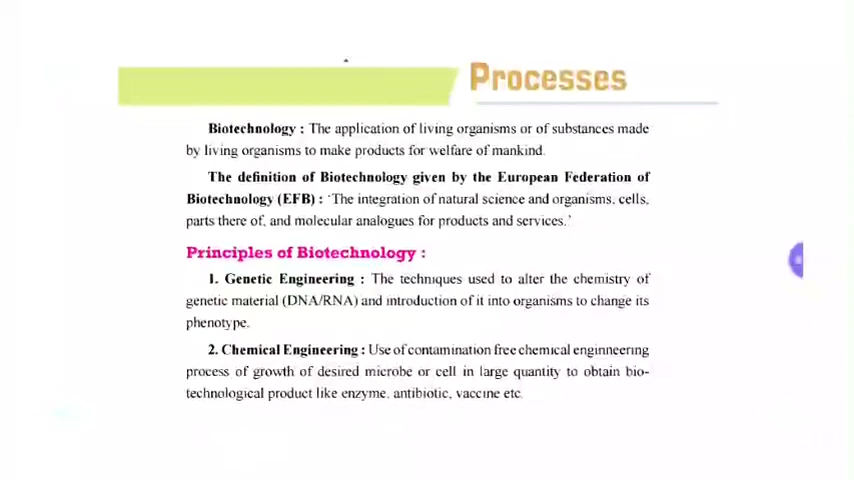 Processes
Biotechnology : The application of living organisms or of substances made
by living organisms to make products for welfare of mankind.
The definition of Biotechnology given by the European Federation of
Biotechnology (EFB) : 'The integration of natural science and organisms, cells,
parts there of, and molecular analogues for products and services.'
Principles of Biotechnology :
1. Genetic Engineering : The techniques used to alter the chemistry of
genetic material (DNA/RNA) and introduction of it into organisms to change its
phenotype.
2. Chemical Engineering : Use of contamination free chemical enginneering
process of growth of desired microbe or cell in large quantity to obtain bio-
technological product like enzyme, antibiotic, vaccine etc.